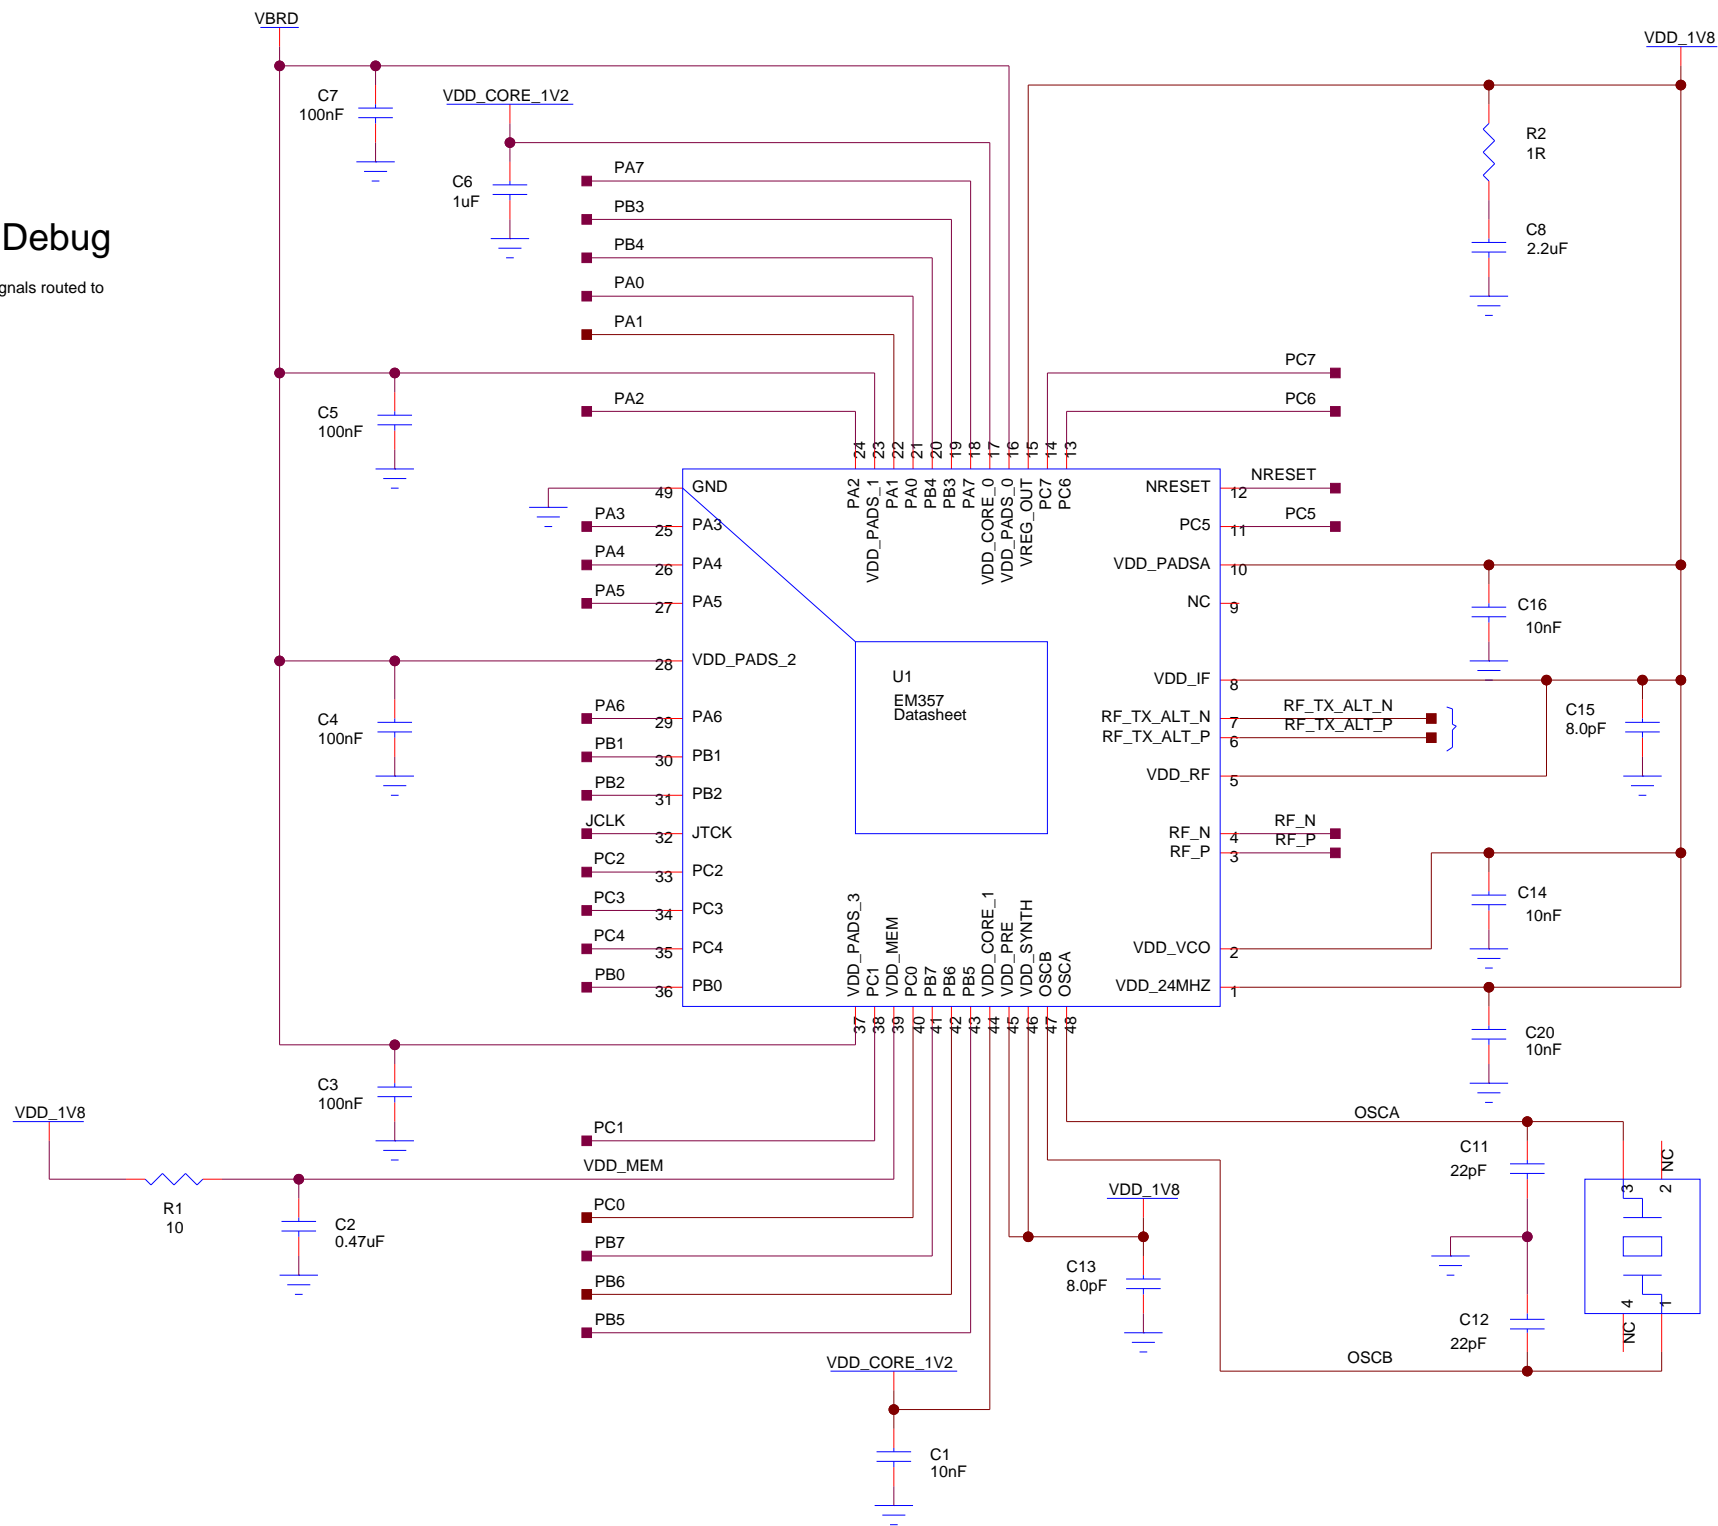 VBRD
VDD_1V8
C7
100nF
VDD_CORE_1V2
R2
1R
PA7
C6
1uF
PB3
Debug
PB4
C8
2.2uF
gnals routed to
PA0
PA1
PC7
PA2
PC6
C5
100nF
24
23
22
21
20
19
18
17
16
15
14
13
PA2
VDD_PADS_1
PA1
PA0
PB4
PB3
PA7
VDD_CORE_0
VDD_PADS_0
VREG_OUT
PC7
PC6
49 GND
NRESET 12 NRESET
PA3 25 PA3
PC5 11 PC5
PA4 26 PA4
VDD_PADSA 10
PA5 27 PA5
NC 9
C16
10nF
28 VDD_PADS_2
VDD_IF 8
U1
EM357
Datasheet
C4
100nF
PA6 29 PA6
RF_TX_ALT_N 7 RF_TX_ALT_N
RF_TX_ALT_P 6 RF_TX_ALT_P
C15
8.0pF
PB1 30 PB1
VDD_RF 5
PB2 31 PB2
JCLK 32 JTCK
RF_N 4 RF_N
RF_P 3 RF_P
PC2 33 PC2
C14
10nF
PC3 34 PC3
PC4 35 PC4
VDD_VCO 2
PB0 36 PB0
VDD_24MHZ 1
VDD_PADS_3
PC1
VDD_MEM
PC0
PB7
PB6
PB5
VDD_CORE_1
VDD_PRE
VDD_SYNTH
OSCB
OSCA
37
38
39
40
41
42
43
44
45
46
47
48
C20
10nF
C3
100nF
VDD_1V8
OSCA
PC1
C11
22pF
VDD_MEM
NC
3
2
R1
10
C2
0.47uF
PC0
VDD_1V8
PB7
C13
8.0pF
PB6
PB5
C12
22pF
4
1
NC
VDD_CORE_1V2
OSCB
C1
10nF